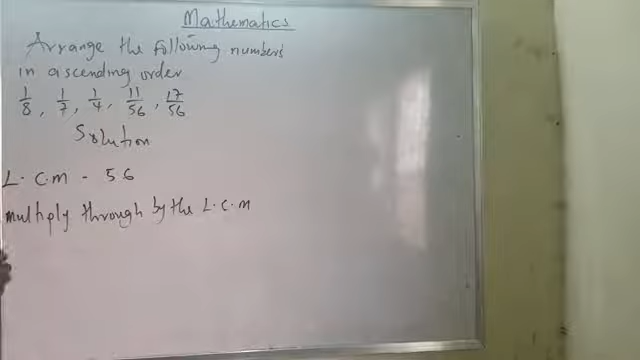 Mathematics
Arrange the following numbers
in ascending order
1/8, 1/7, 1/4, 11/56, 17/56
Solution
L.C.M - 56
multiply through by the L.C.M